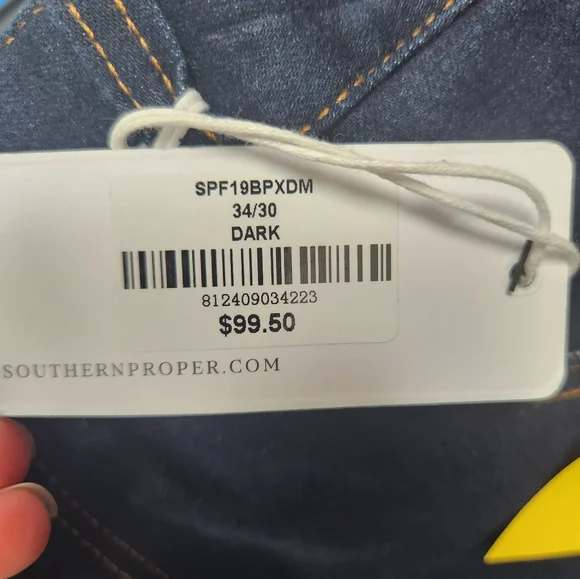 SPF19BPXDM
34/30
DARK
812409034223
$99.50
SOUTHERNPROPER.COM